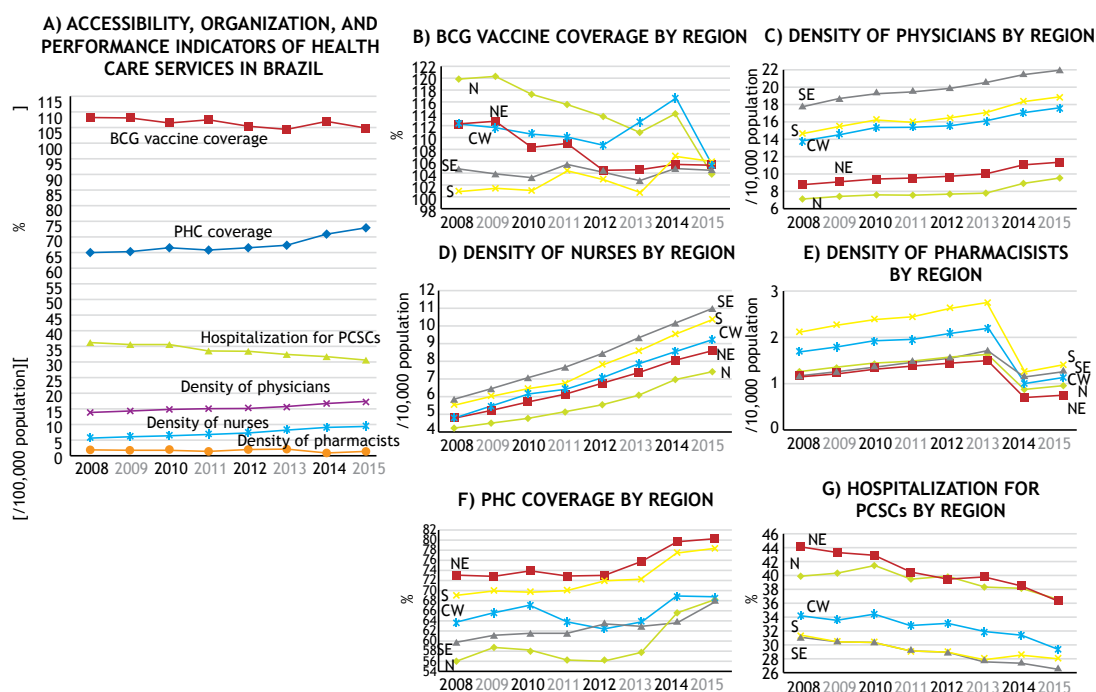 A) ACCESSIBILITY, ORGANIZATION, AND
PERFORMANCE INDICATORS OF HEALTH
CARE SERVICES IN BRAZIL
]
%
[/100,000 population][
115
110
105
100
95
90
85
80
75
70
65
60
55
50
45
40
35
30
25
20
15
10
5
0
BCG vaccine coverage
PHC coverage
Hospitalization for PCSCs
Density of physicians
Density of nurses
Density of pharmacists
2008 2009 2010 2011 2012 2013 2014 2015
B) BCG VACCINE COVERAGE BY REGION
%
122
120
118
116
114
112
110
108
106
104
102
100
98
N
NE
CW
SE
S
2008 2009 2010 2011 2012 2013 2014 2015
C) DENSITY OF PHYSICIANS BY REGION
/10,000 population
22
20
18
16
14
12
10
8
6
SE
S
CW
NE
N
2008 2009 2010 2011 2012 2013 2014 2015
D) DENSITY OF NURSES BY REGION
/10,000 population
12
11
10
9
8
7
6
5
4
SE
S
CW
NE
N
2008 2009 2010 2011 2012 2013 2014 2015
E) DENSITY OF PHARMACISISTS
BY REGION
/10,000 population
3
2
1
0
S
SE
CW
N
NE
2008 2009 2010 2011 2012 2013 2014 2015
F) PHC COVERAGE BY REGION
%
82
80
78
76
74
72
70
68
66
64
62
60
58
56
54
NE
S
CW
SE
N
2008 2009 2010 2011 2012 2013 2014 2015
G) HOSPITALIZATION FOR
PCSCs BY REGION
%
46
44
42
40
38
36
34
32
30
28
26
NE
N
CW
S
SE
2008 2009 2010 2011 2012 2013 2014 2015